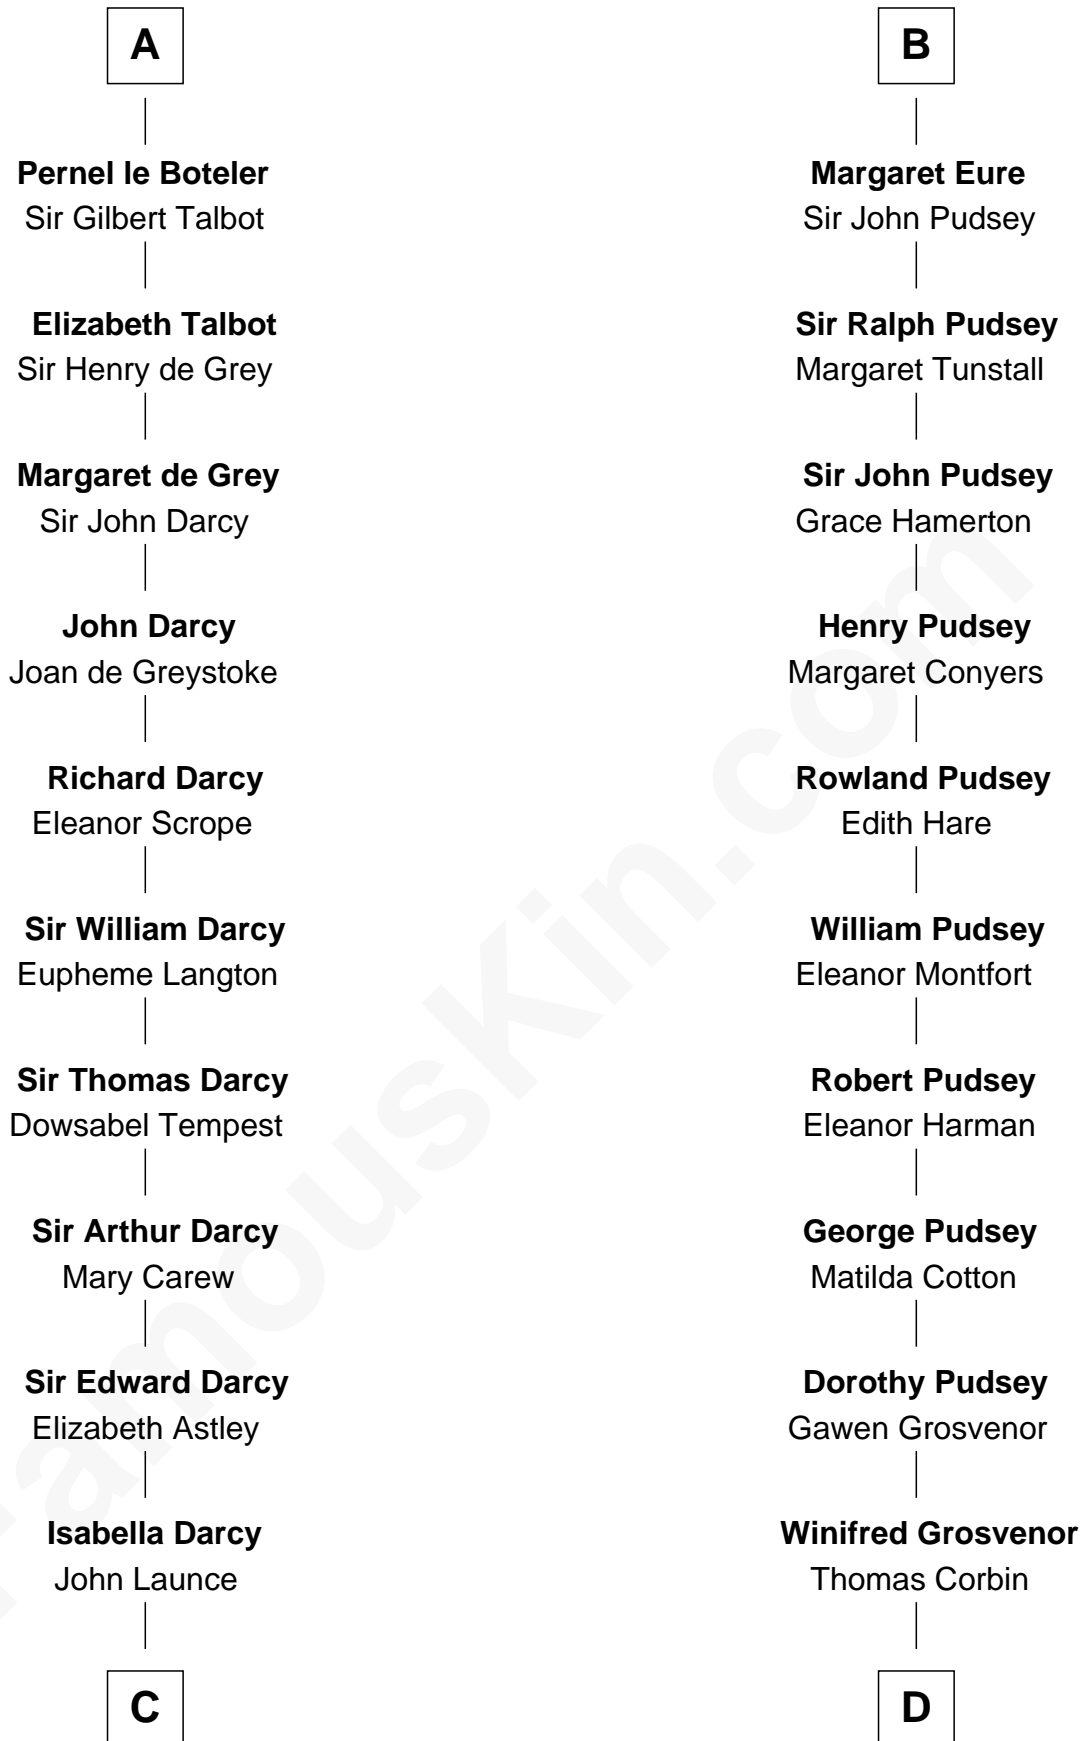 A
Pernel le Boteler
Sir Gilbert Talbot
Elizabeth Talbot
Sir Henry de Grey
Margaret de Grey
Sir John Darcy
John Darcy
Joan de Greystoke
Richard Darcy
Eleanor Scrope
Sir William Darcy
Eupheme Langton
Sir Thomas Darcy
Dowsabel Tempest
Sir Arthur Darcy
Mary Carew
Sir Edward Darcy
Elizabeth Astley
Isabella Darcy
John Launce
C
B
Margaret Eure
Sir John Pudsey
Sir Ralph Pudsey
Margaret Tunstall
Sir John Pudsey
Grace Hamerton
Henry Pudsey
Margaret Conyers
Rowland Pudsey
Edith Hare
William Pudsey
Eleanor Montfort
Robert Pudsey
Eleanor Harman
George Pudsey
Matilda Cotton
Dorothy Pudsey
Gawen Grosvenor
Winifred Grosvenor
Thomas Corbin
D
FamousKin.com